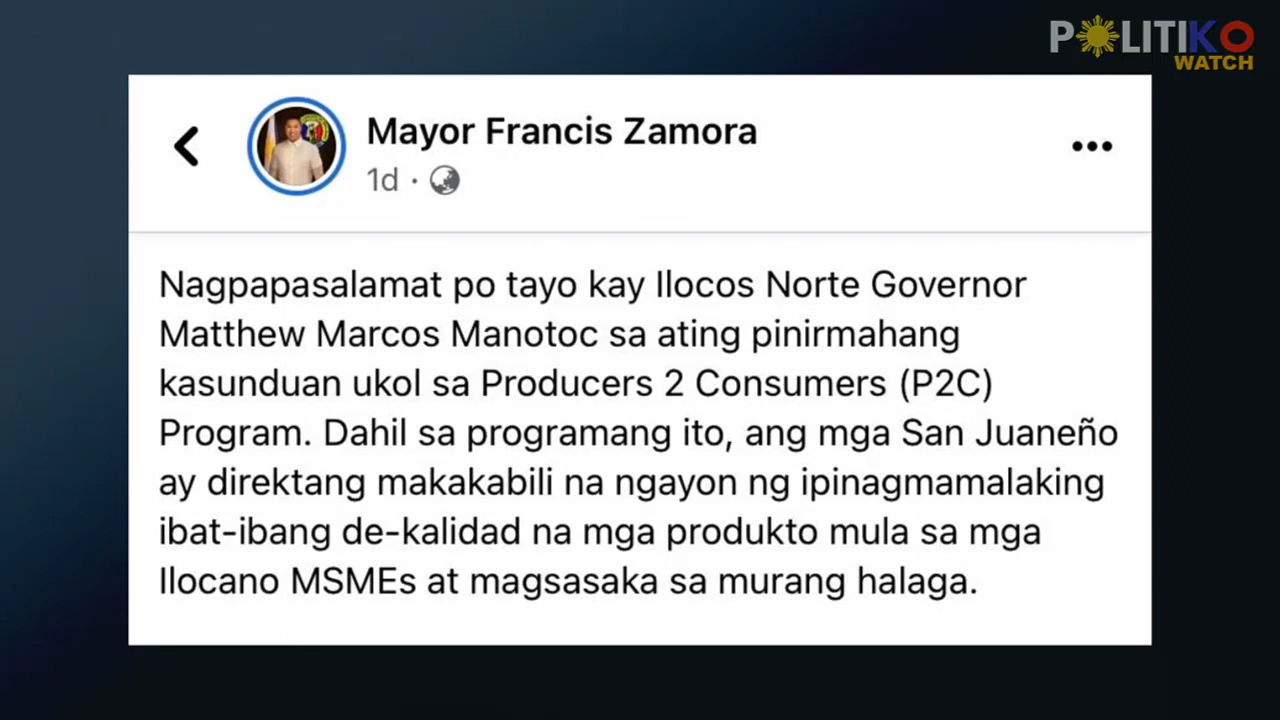 POLITIKO
WATCH
Mayor Francis Zamora
1d ·
Nagpapasalamat po tayo kay Ilocos Norte Governor
Matthew Marcos Manotoc sa ating pinirmahang
kasunduan ukol sa Producers 2 Consumers (P2C)
Program. Dahil sa programang ito, ang mga San Juaneño
ay direktang makakabili na ngayon ng ipinagmamalaking
ibat-ibang de-kalidad na mga produkto mula sa mga
Ilocano MSMEs at magsasaka sa murang halaga.